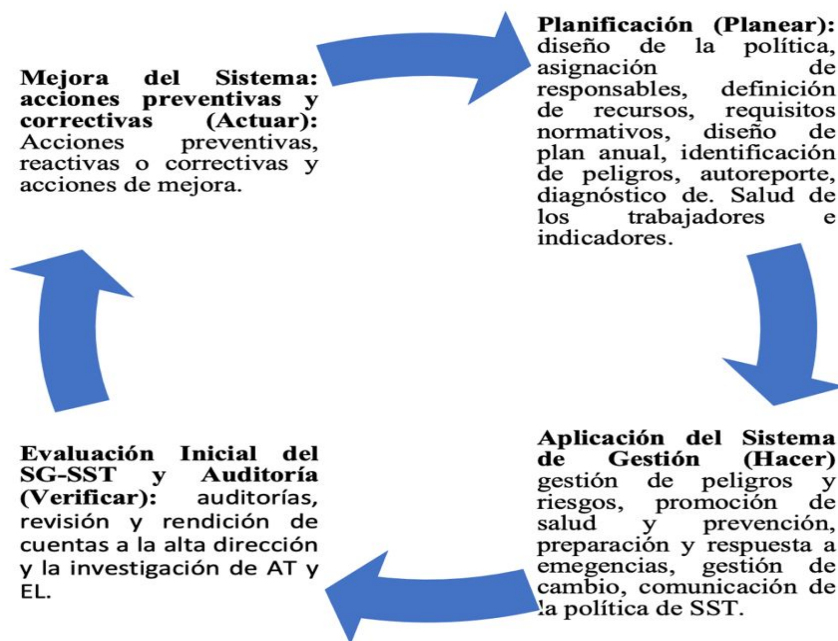 Planificación (Planear):
diseño de la política,
asignación de
responsables, definición
de recursos, requisitos
normativos, diseño de
plan anual, identificación
de peligros, autoreporte,
diagnóstico de. Salud de
los trabajadores e
indicadores.
Aplicación del Sistema
de Gestión (Hacer)
gestión de peligros y
riesgos, promoción de
salud y prevención,
preparación y respuesta a
emegencias, gestión de
cambio, comunicación de
la política de SST.
Evaluación Inicial del
SG-SST y Auditoría
(Verificar): auditorías,
revisión y rendición de
cuentas a la alta dirección
y la investigación de AT y
EL.
Mejora del Sistema:
acciones preventivas y
correctivas (Actuar):
Acciones preventivas,
reactivas o correctivas y
acciones de mejora.